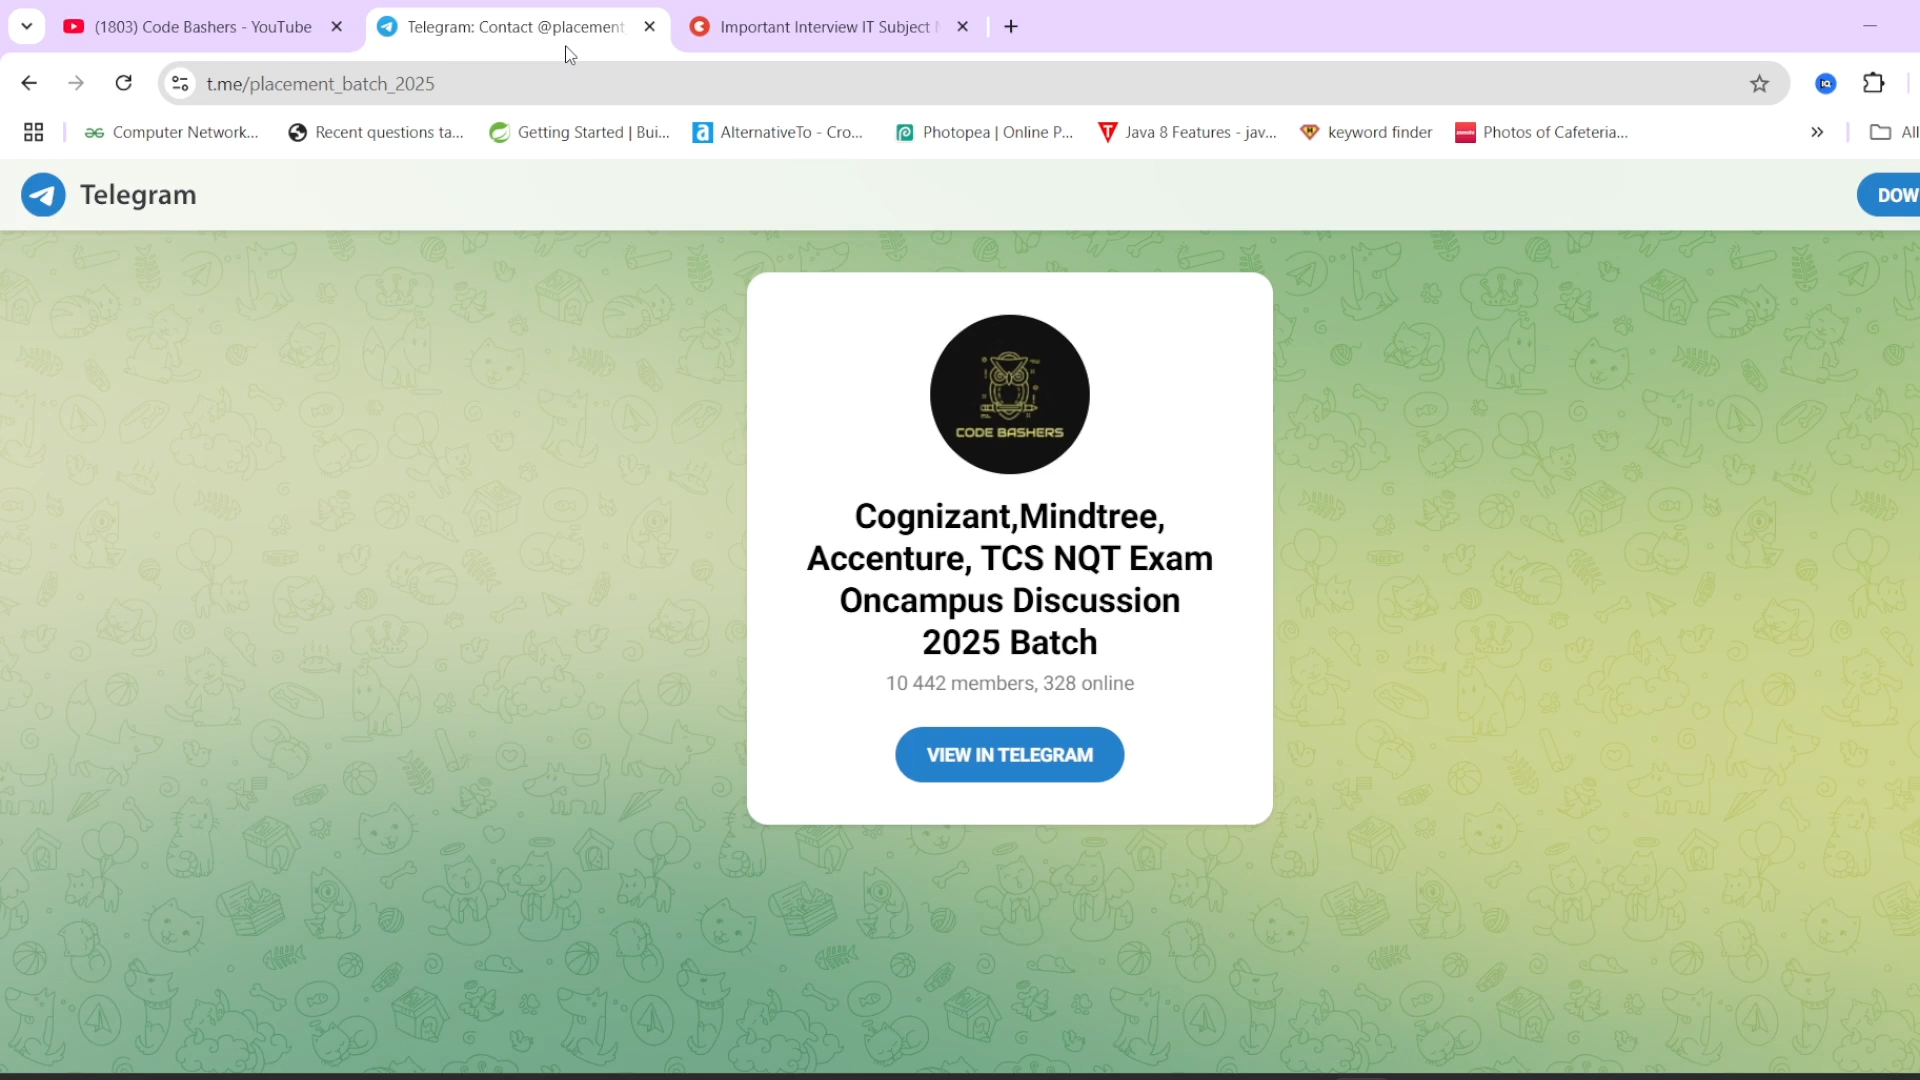 (1803) Code Bashers - YouTube
Telegram: Contact @placement
Important Interview IT Subject
t.me/placement_batch_2025
Computer Network...
Recent questions ta...
Getting Started | Bui...
AlternativeTo - Cro...
Photopea | Online P...
Java 8 Features - jav...
keyword finder
Photos of Cafeteria...
All
Telegram
DOW
CODE BASHERS
Cognizant,Mindtree,
Accenture, TCS NQT Exam
Oncampus Discussion
2025 Batch
10 442 members, 328 online
VIEW IN TELEGRAM